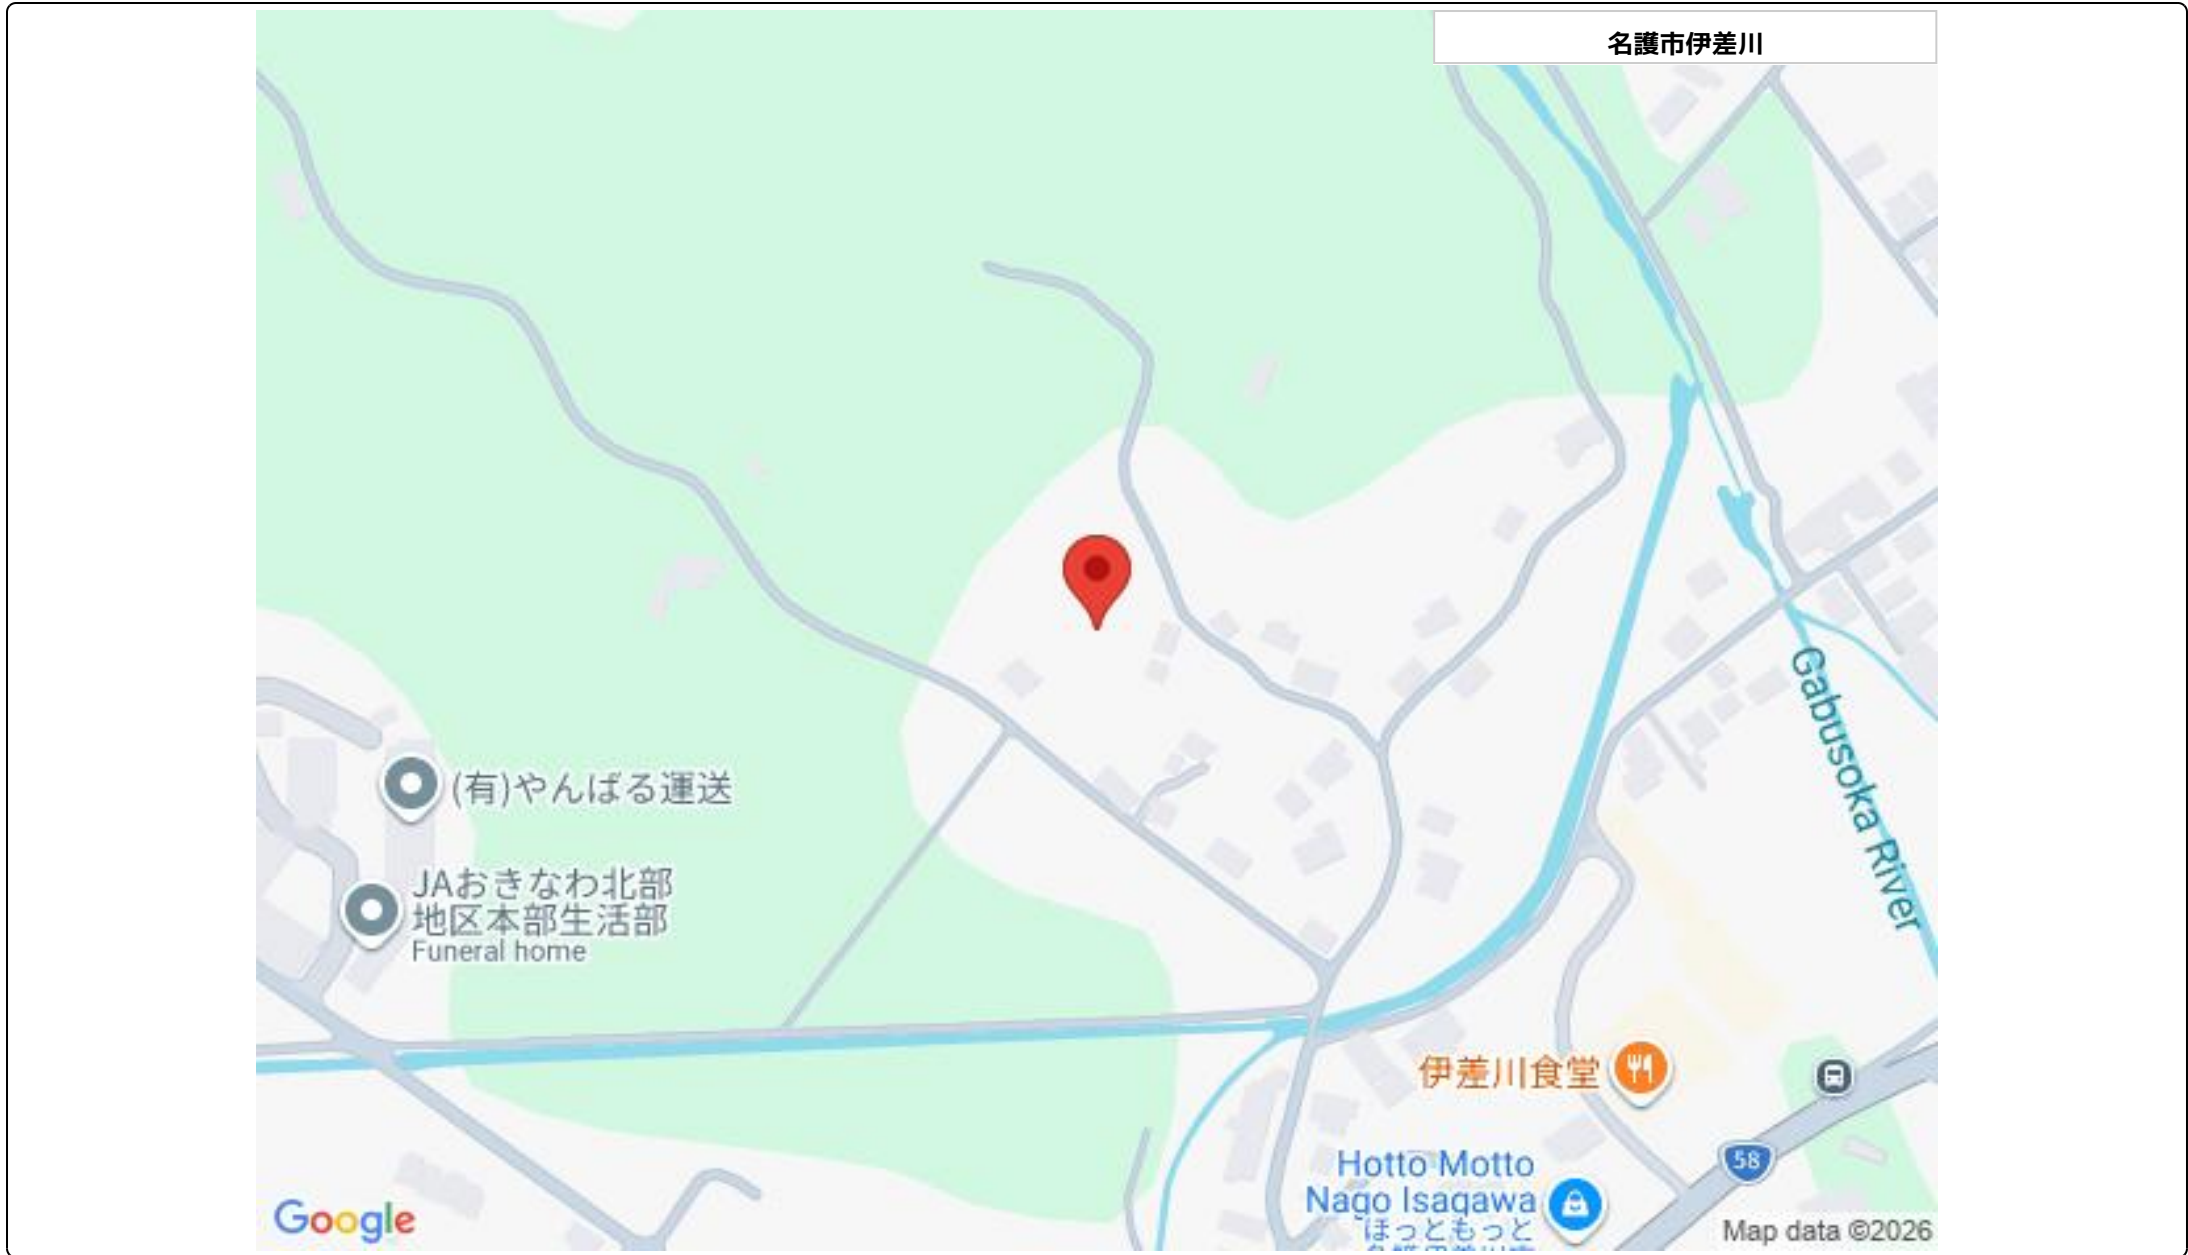 名護市伊差川
(有)やんばる運送
JAおきなわ北部
地区本部生活部
Funeral home
Gabusoka River
伊差川食堂
58
Hotto Motto
Nago Isagawa
ほっともっと
Google
Map data ©2026